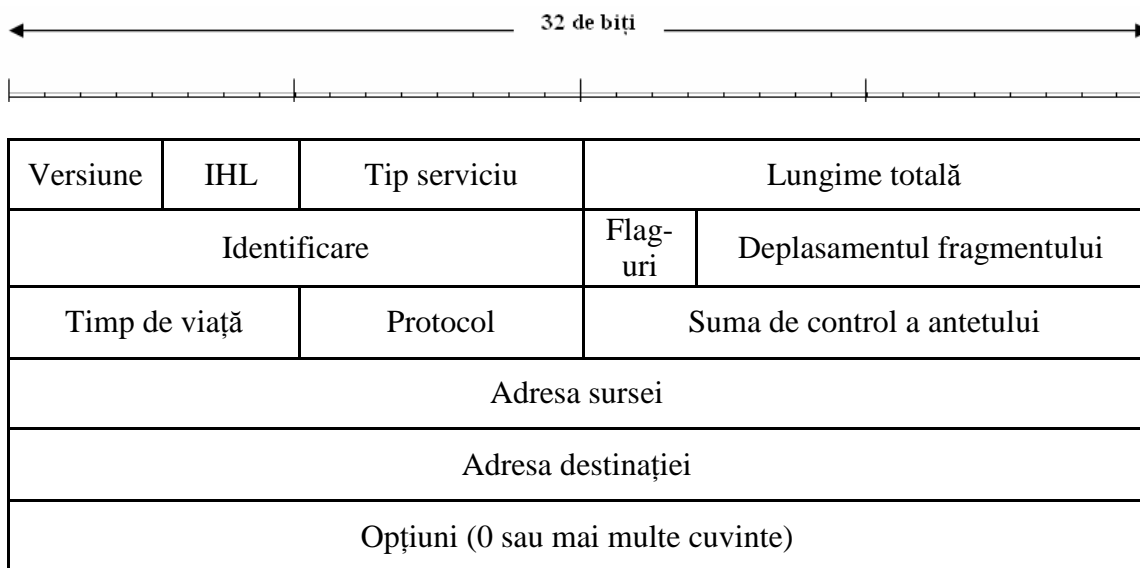 32 de biți
Versiune IHL Tip serviciu Lungime totală
Identificare Flag-
uri Deplasamentul fragmentului
Timp de viață Protocol Suma de control a antetului
Adresa sursei
Adresa destinației
Opțiuni (0 sau mai multe cuvinte)